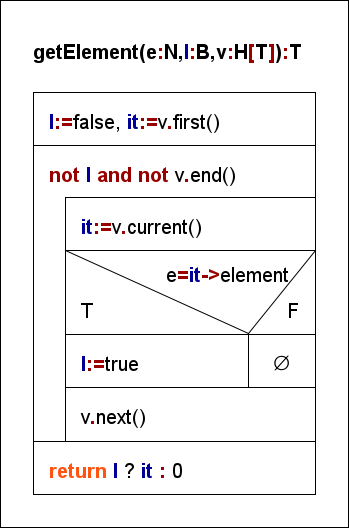 getElement(e:N,l:B,v:H[T]):T
l:=false, it:=v.first()
not l and not v.end()
it:=v.current()
e=it->element
T F
l:=true ∅
v.next()
return l ? it : 0